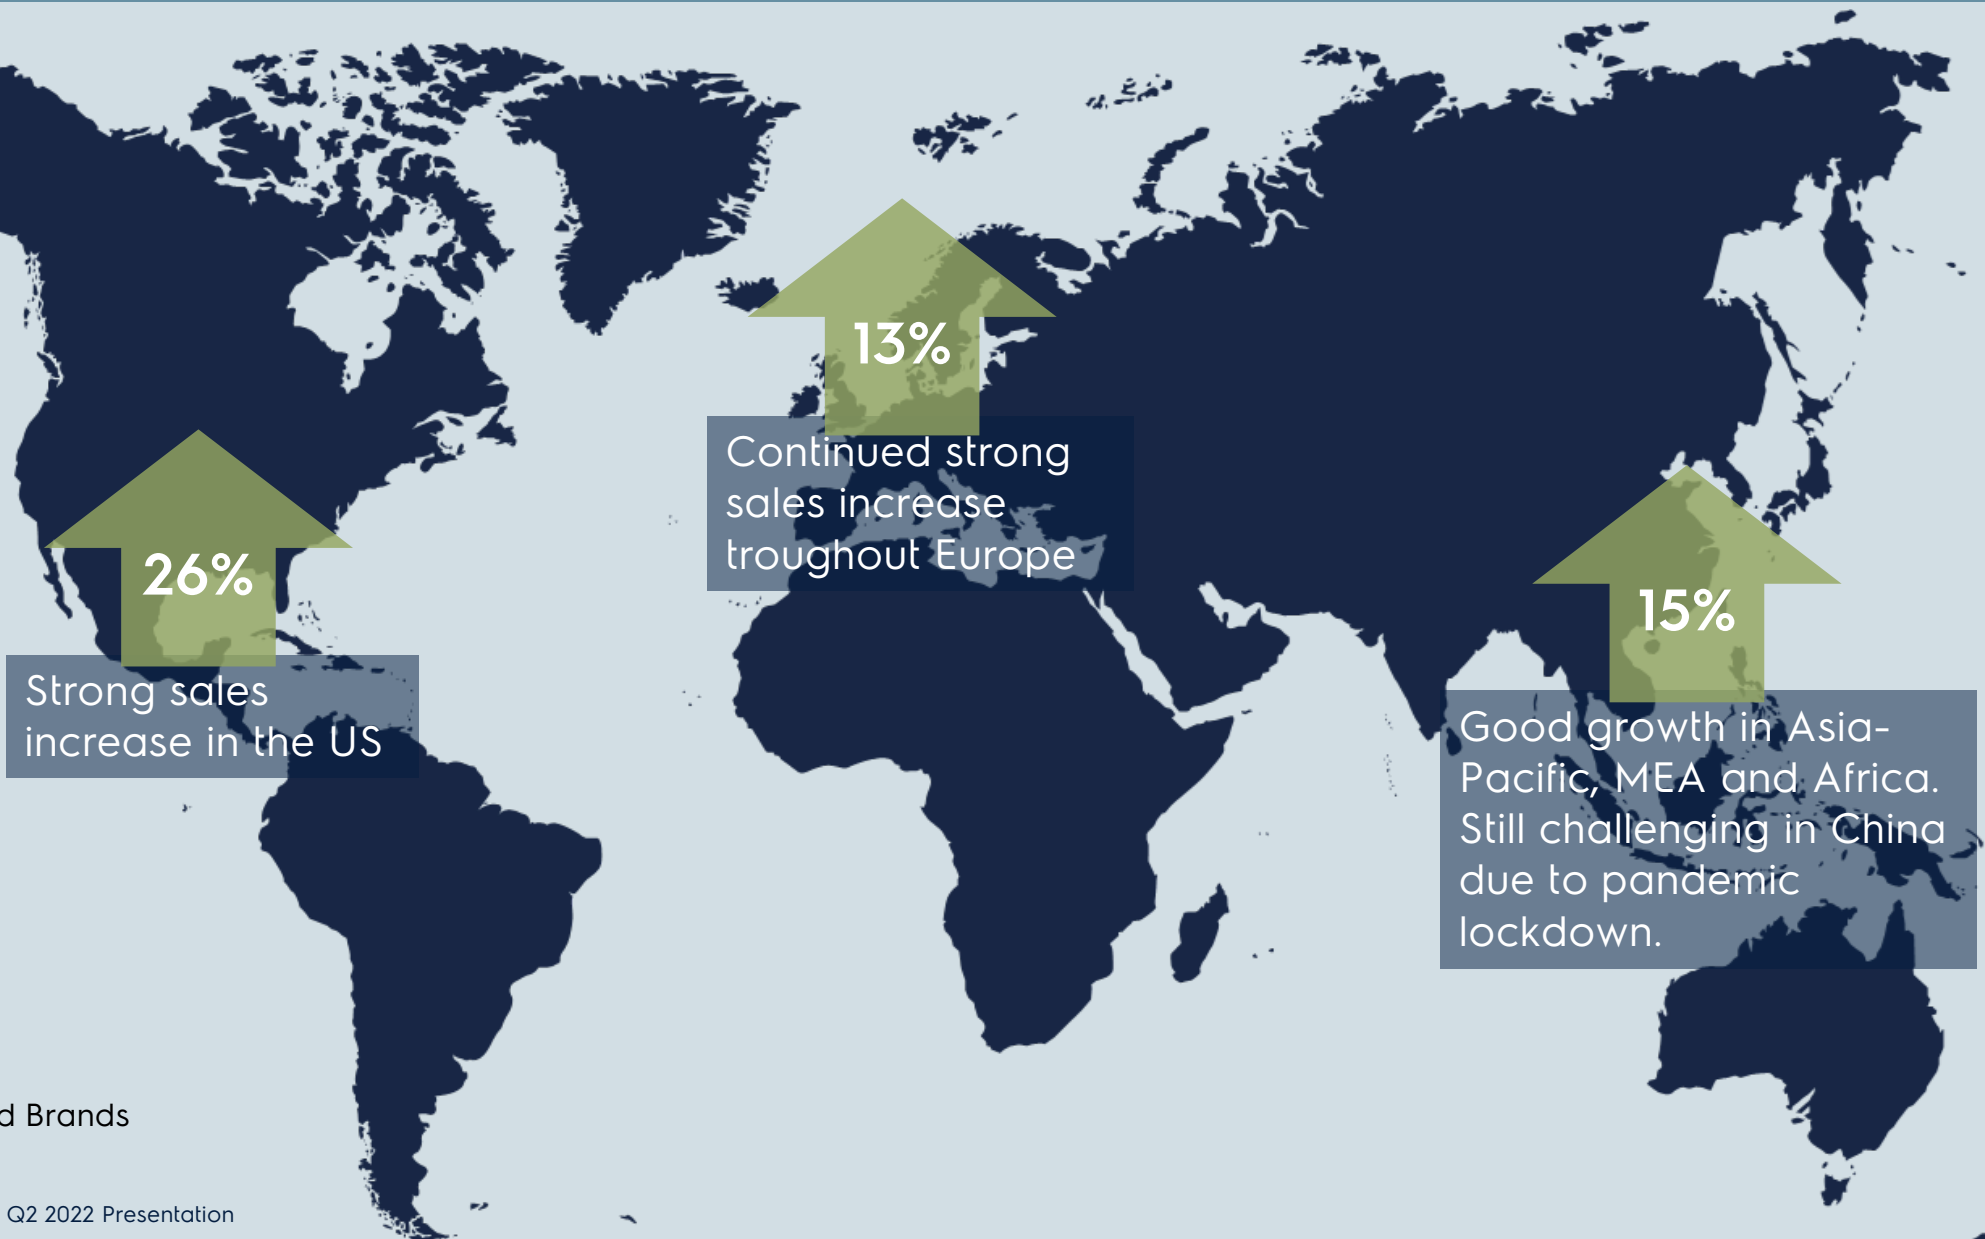 13%
Continued strong
sales increase
troughout Europe
26%
Strong sales
increase in the US
15%
Good growth in Asia-
Pacific, MEA and Africa.
Still challenging in China
due to pandemic
lockdown.
d Brands
Q2 2022 Presentation